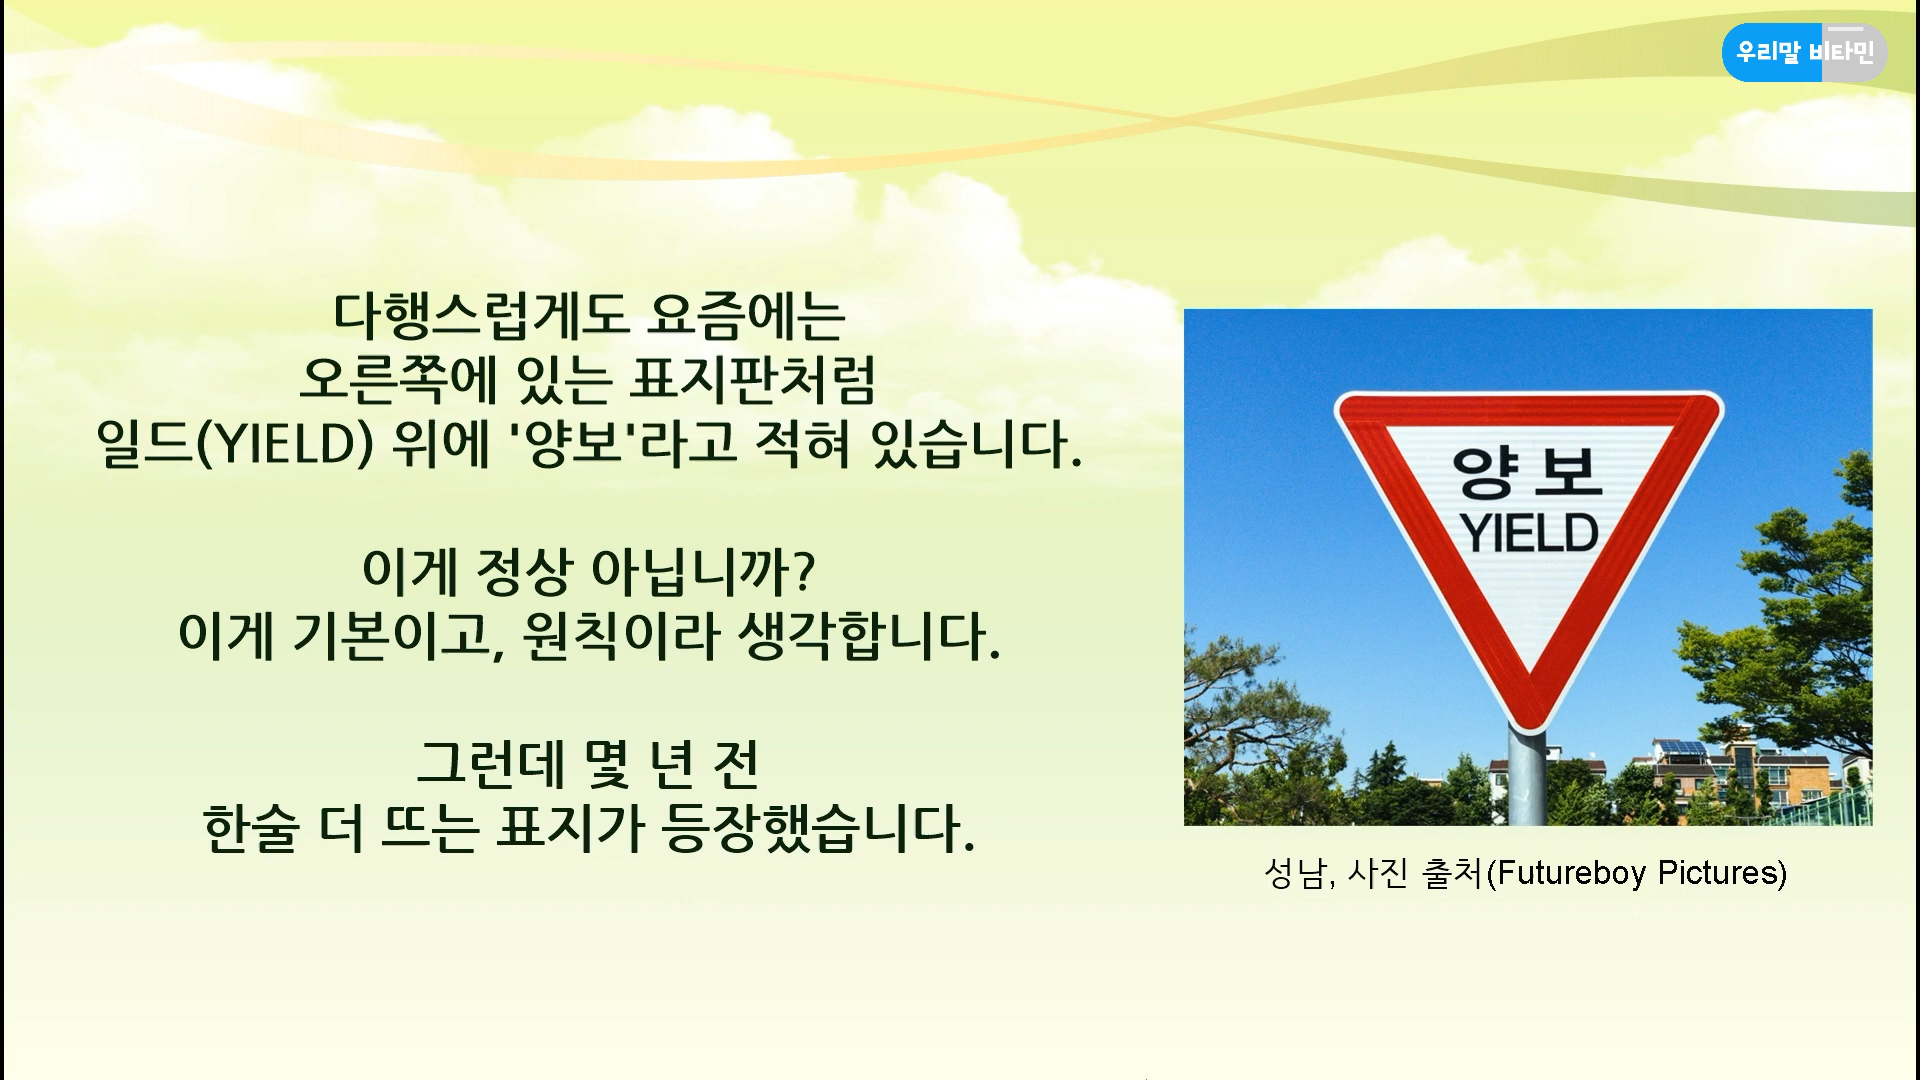 우리말 비타민
다행스럽게도 요즘에는
오른쪽에 있는 표지판처럼
일드(YIELD) 위에 '양보'라고 적혀 있습니다.
이게 정상 아닙니까?
이게 기본이고, 원칙이라 생각합니다.
그런데 몇 년 전
한술 더 뜨는 표지가 등장했습니다.
양보
YIELD
성남, 사진 출처(Futureboy Pictures)